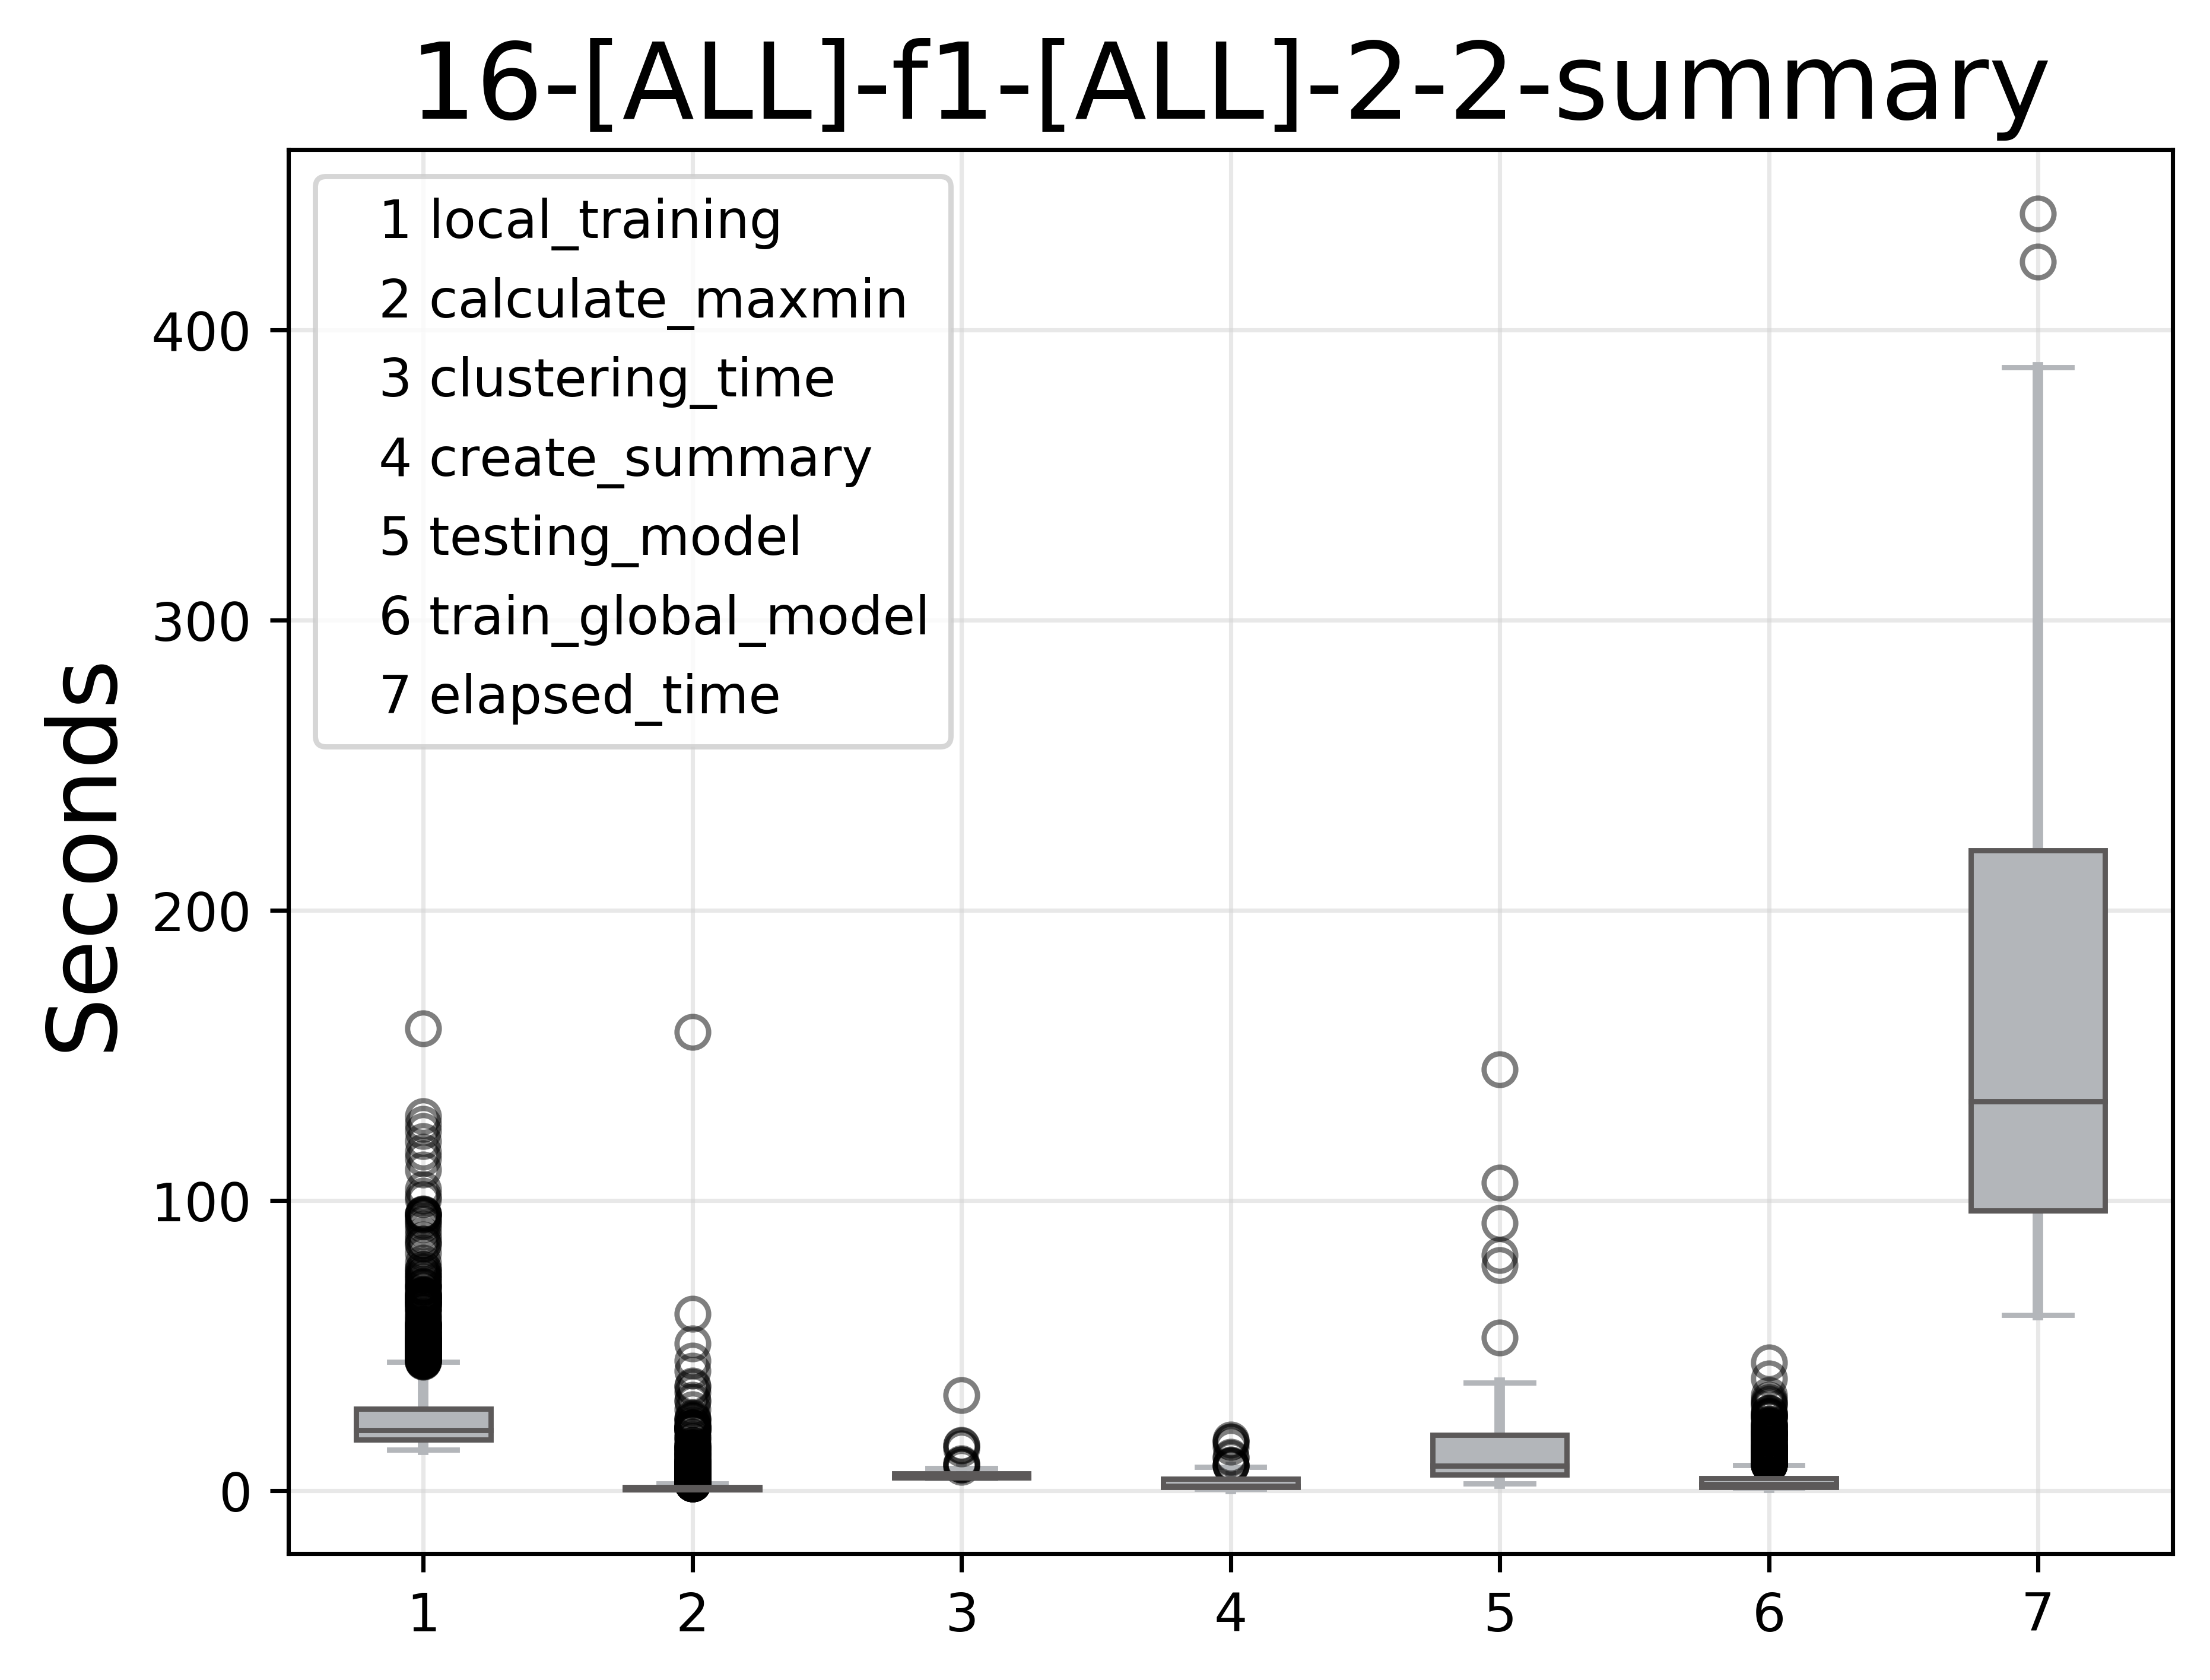 16-[ALL]-f1-[ALL]-2-2-summary
1 local_training
2 calculate_maxmin
3 clustering_time
4 create_summary
5 testing_model
6 train_global_model
7 elapsed_time
Seconds
400
300
200
100
0
1 2 3 4 5 6 7